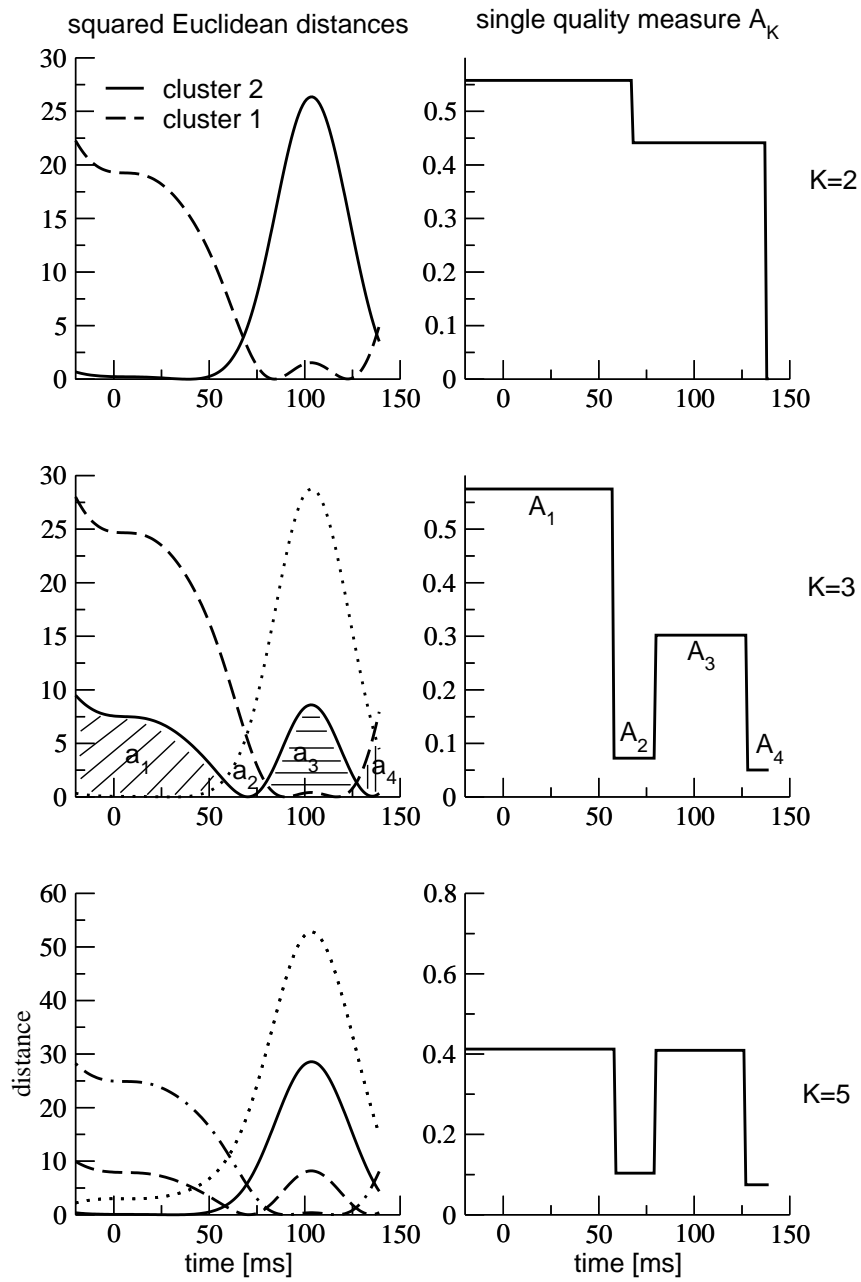 squared Euclidean distances
single quality measure A_K
30
25
20
15
10
5
0
cluster 2
cluster 1
0 50 100 150
0.5
0.4
0.3
0.2
0.1
0
0 50 100 150
K=2
30
25
20
15
10
5
0
a_1
a_2
a_3
a_4
0 50 100 150
0.5
0.4
0.3
0.2
0.1
0
A_1
A_2
A_3
A_4
0 50 100 150
K=3
distance
60
50
40
30
20
10
0
0 50 100 150
time [ms]
0.8
0.6
0.4
0.2
0
0 50 100 150
time [ms]
K=5